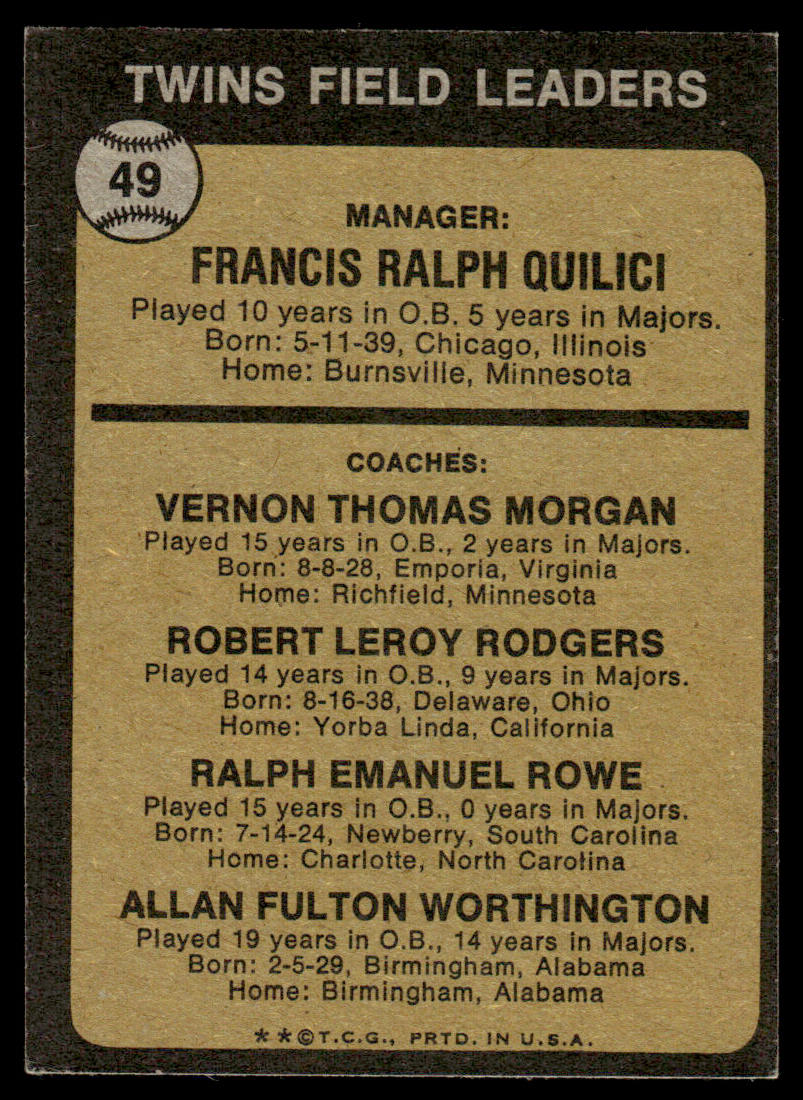 TWINS FIELD LEADERS
49
MANAGER:
FRANCIS RALPH QUILICI
Played 10 years in O.B. 5 years in Majors.
Born: 5-11-39, Chicago, Illinois
Home: Burnsville, Minnesota
COACHES:
VERNON THOMAS MORGAN
Played 15 years in O.B., 2 years in Majors.
Born: 8-8-28, Emporia, Virginia
Home: Richfield, Minnesota
ROBERT LEROY RODGERS
Played 14 years in O.B., 9 years in Majors.
Born: 8-16-38, Delaware, Ohio
Home: Yorba Linda, California
RALPH EMANUEL ROWE
Played 15 years in O.B., 0 years in Majors.
Born: 7-14-24, Newberry, South Carolina
Home: Charlotte, North Carolina
ALLAN FULTON WORTHINGTON
Played 19 years in O.B., 14 years in Majors.
Born: 2-5-29, Birmingham, Alabama
Home: Birmingham, Alabama
**©T.C.G., PRTD. IN U.S.A.